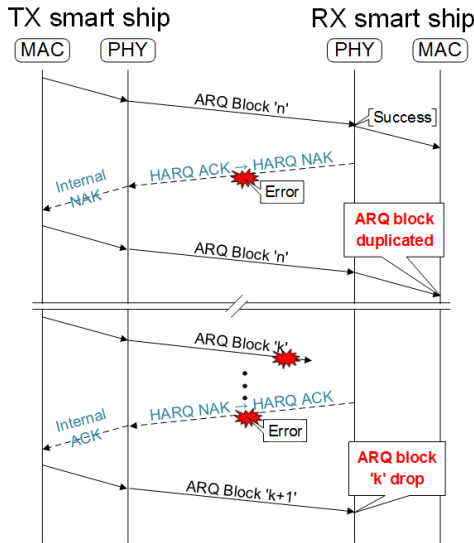 TX smart ship RX smart ship
MAC PHY PHY MAC
ARQ Block 'n'
Success
HARQ ACK → HARQ NAK
Internal
NAK
Error
ARQ block
duplicated
ARQ Block 'n'
ARQ Block 'k'
HARQ NAK → HARQ ACK
Internal
ACK
Error
ARQ block
'k' drop
ARQ Block 'k+1'